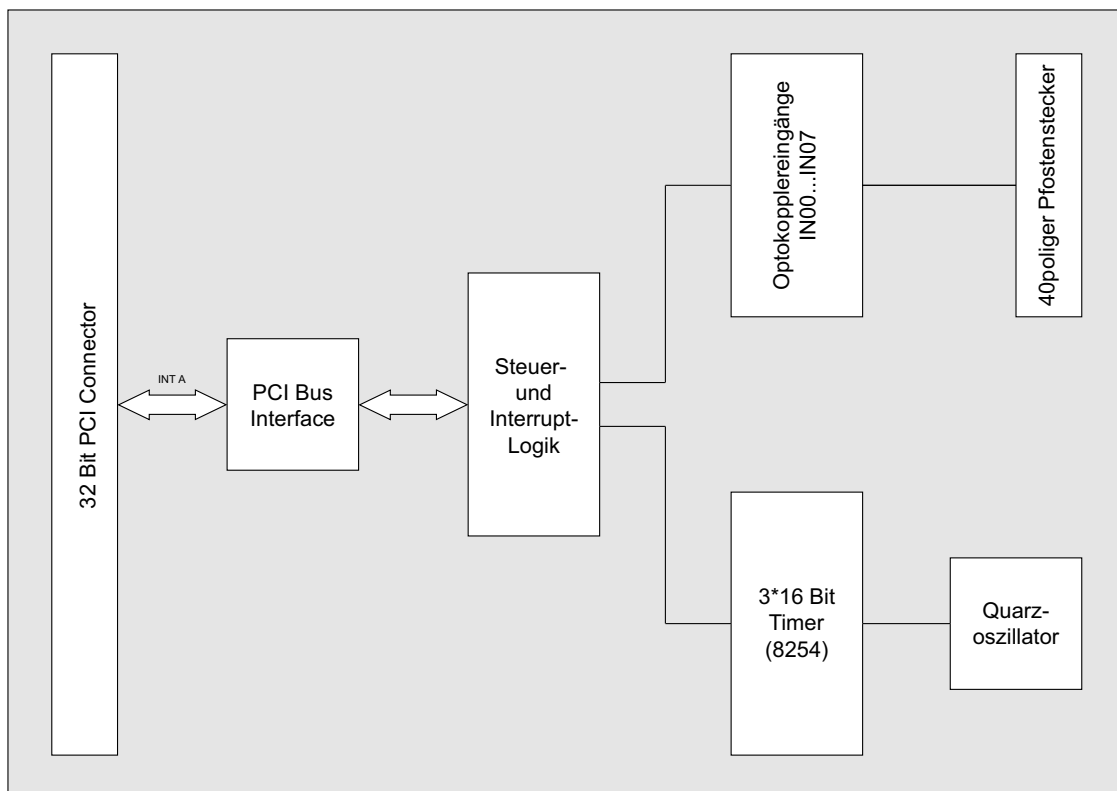 32 Bit PCI Connector
INT A
PCI Bus
Interface
Steuer-
und
Interrupt-
Logik
Optokopplereingänge
IN00...IN07
40poliger Pfostenstecker
3*16 Bit
Timer
(8254)
Quarz-
oszillator